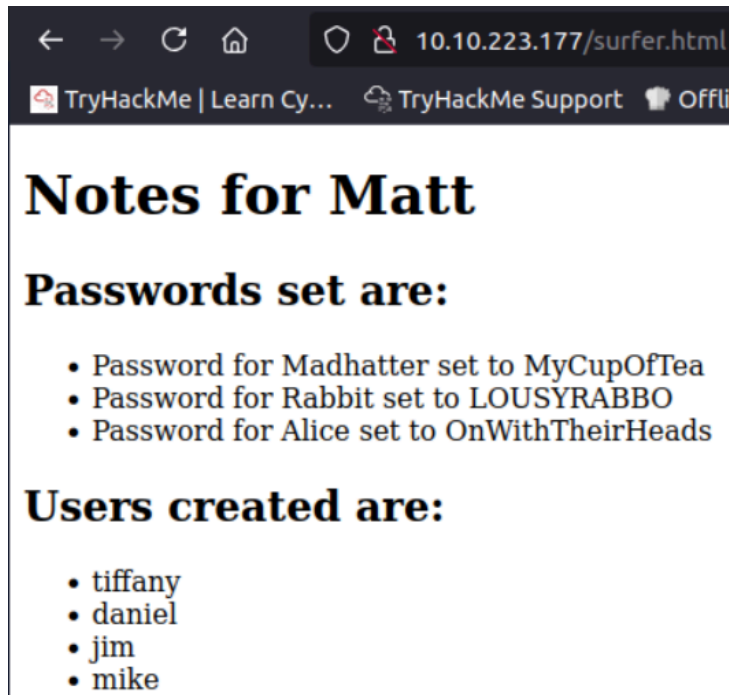 10.10.223.177/surfer.html
TryHackMe | Learn Cy... TryHackMe Support Offli
Notes for Matt
Passwords set are:
• Password for Madhatter set to MyCupOfTea
• Password for Rabbit set to LOUSYRABBO
• Password for Alice set to OnWithTheirHeads
Users created are:
• tiffany
• daniel
• jim
• mike